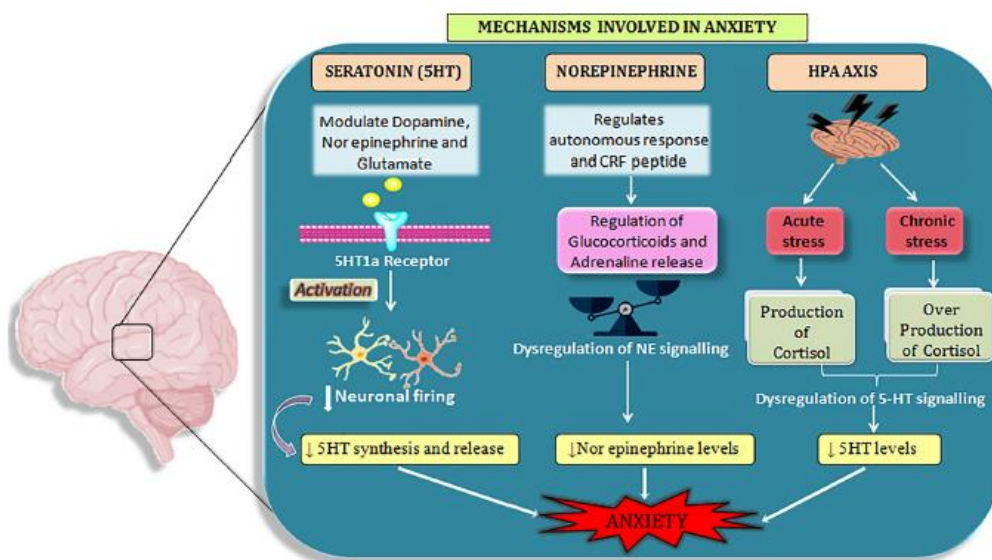 MECHANISMS INVOLVED IN ANXIETY
SERATONIN (5HT)
Modulate Dopamine,
Nor epinephrine and
Glutamate
5HT1a Receptor
Activation
Neuronal firing
↓ 5HT synthesis and release
NOREPINEPHRINE
Regulates
autonomous response
and CRF peptide
Regulation of
Glucocorticoids and
Adrenaline release
Dysregulation of NE signalling
↓Nor epinephrine levels
HPA AXIS
Acute
stress
Chronic
stress
Production
of
Cortisol
Over
Production
of Cortisol
Dysregulation of 5-HT signalling
↓ 5HT levels
ANXIETY